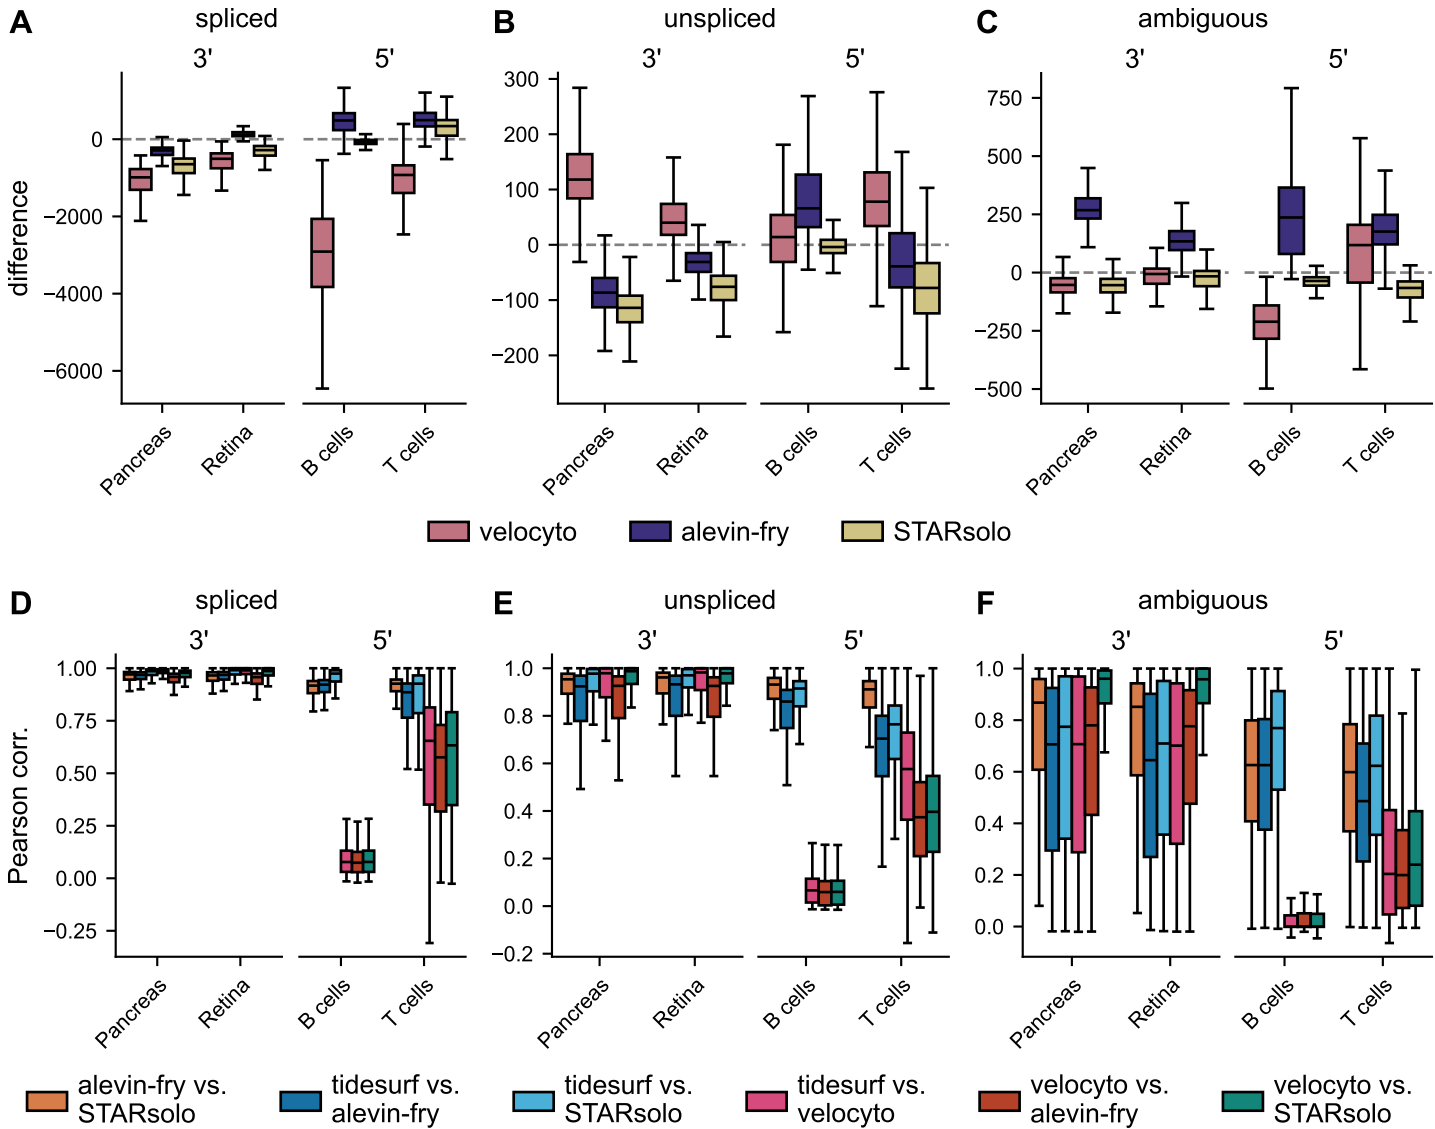 A spliced
3' 5'
difference
0
−2000
−4000
−6000
Pancreas
Retina
B cells
T cells
B unspliced
3' 5'
300
200
100
0
−100
−200
Pancreas
Retina
B cells
T cells
C ambiguous
3' 5'
750
500
250
0
−250
−500
Pancreas
Retina
B cells
T cells
velocyto alevin-fry STARsolo
D spliced
3' 5'
Pearson corr.
1.00
0.75
0.50
0.25
0.00
−0.25
Pancreas
Retina
B cells
T cells
E unspliced
3' 5'
1.0
0.8
0.6
0.4
0.2
0.0
−0.2
Pancreas
Retina
B cells
T cells
F ambiguous
3' 5'
1.0
0.8
0.6
0.4
0.2
0.0
Pancreas
Retina
B cells
T cells
alevin-fry vs.
STARsolo
tidesurf vs.
alevin-fry
tidesurf vs.
STARsolo
tidesurf vs.
velocyto
velocyto vs.
alevin-fry
velocyto vs.
STARsolo